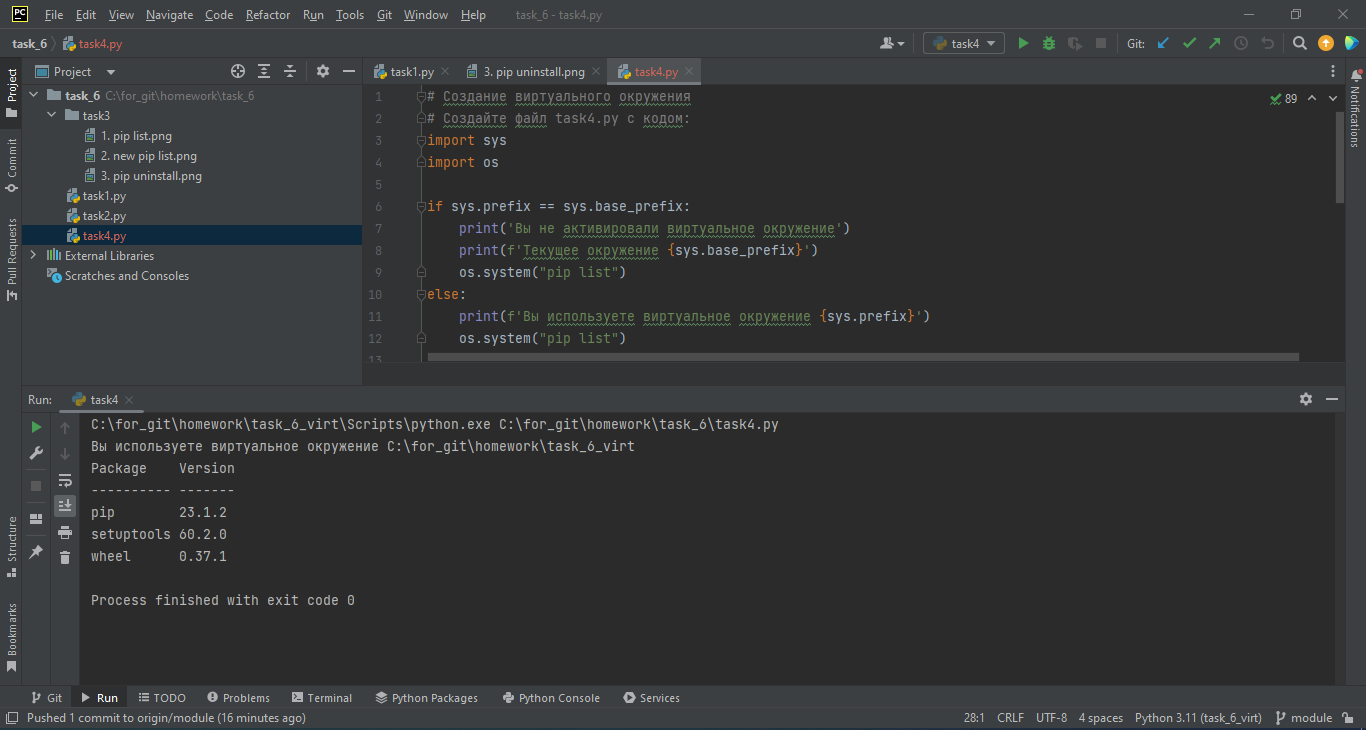 PC File Edit View Navigate Code Refactor Run Tools Git Window Help task_6 - task4.py
task_6 task4.py task4 Git:
Project
Commit
Pull Requests
Structure
Bookmarks
Notifications
Project
task_6 C:\for_git\homework\task_6
task3
1. pip list.png
2. new pip list.png
3. pip uninstall.png
task1.py
task2.py
task4.py
External Libraries
Scratches and Consoles
task1.py 3. pip uninstall.png task4.py
89
1 # Создание виртуального окружения
2 # Создайте файл task4.py с кодом:
3 import sys
4 import os
5
6 if sys.prefix == sys.base_prefix:
7 print('Вы не активировали виртуальное окружение')
8 print(f'Текущее окружение {sys.base_prefix}')
9 os.system("pip list")
10 else:
11 print(f'Вы используете виртуальное окружение {sys.prefix}')
12 os.system("pip list")
13
Run: task4
C:\for_git\homework\task_6_virt\Scripts\python.exe C:\for_git\homework\task_6\task4.py
Вы используете виртуальное окружение C:\for_git\homework\task_6_virt
Package Version
---------- -------
pip 23.1.2
setuptools 60.2.0
wheel 0.37.1
Process finished with exit code 0
Git Run TODO Problems Terminal Python Packages Python Console Services
Pushed 1 commit to origin/module (16 minutes ago) 28:1 CRLF UTF-8 4 spaces Python 3.11 (task_6_virt) module